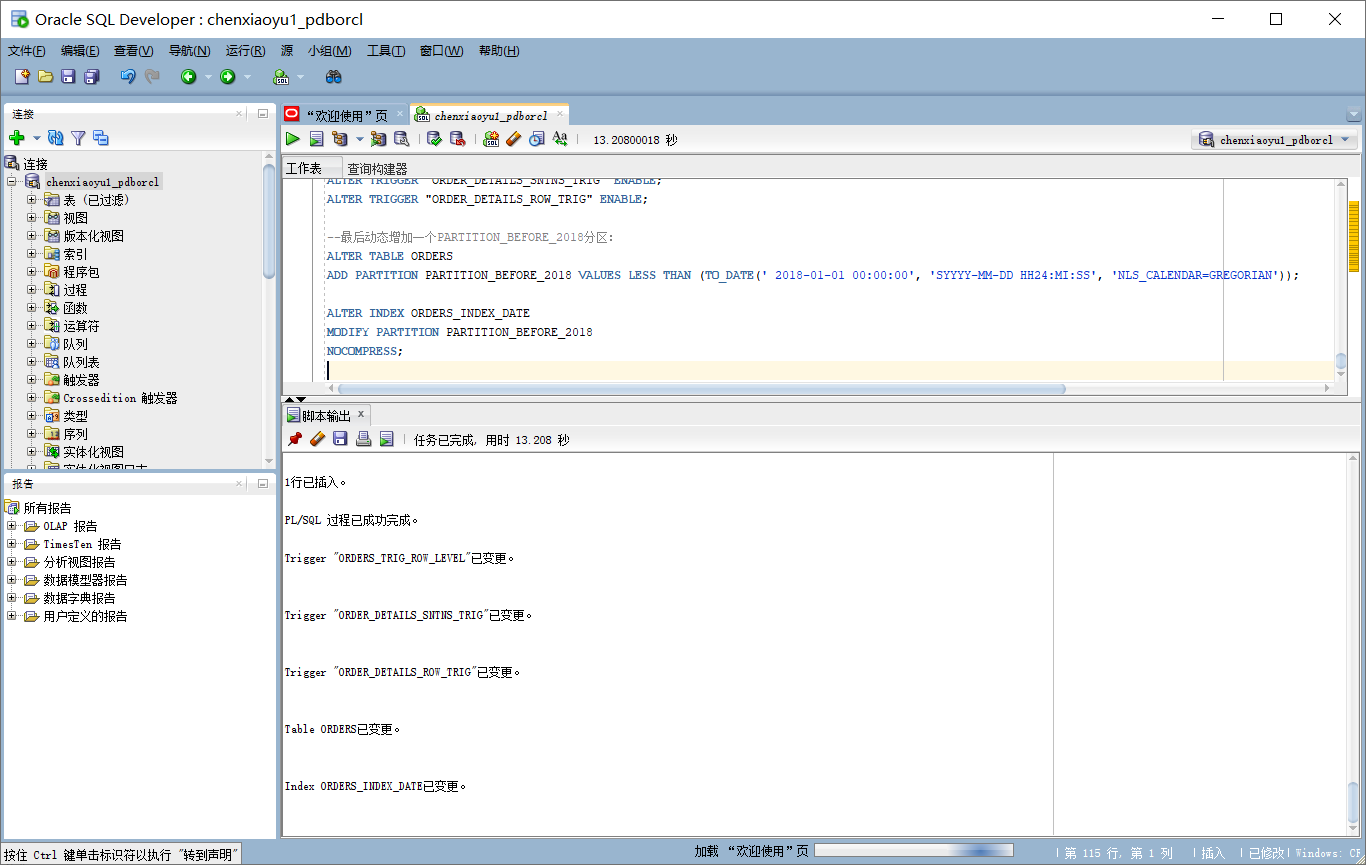 Oracle SQL Developer : chenxiaoyu1_pdborcl
文件(F) 编辑(E) 查看(V) 导航(N) 运行(R) 源 小组(M) 工具(T) 窗口(W) 帮助(H)
连接
连接
chenxiaoyu1_pdborcl
表 (已过滤)
视图
版本化视图
索引
程序包
过程
函数
运算符
队列
队列表
触发器
Crossedition 触发器
类型
序列
实体化视图
实体化视图日志
报告
所有报告
OLAP 报告
TimesTen 报告
分析视图报告
数据模型器报告
数据字典报告
用户定义的报告
“欢迎使用”页 chenxiaoyu1_pdborcl
13.20800018 秒 chenxiaoyu1_pdborcl
工作表 查询构建器
ALTER TRIGGER "ORDER_DETAILS_SNTNS_TRIG" ENABLE;
ALTER TRIGGER "ORDER_DETAILS_ROW_TRIG" ENABLE;
--最后动态增加一个PARTITION_BEFORE_2018分区：
ALTER TABLE ORDERS
ADD PARTITION PARTITION_BEFORE_2018 VALUES LESS THAN (TO_DATE(' 2018-01-01 00:00:00', 'SYYYY-MM-DD HH24:MI:SS', 'NLS_CALENDAR=GREGORIAN'));
ALTER INDEX ORDERS_INDEX_DATE
MODIFY PARTITION PARTITION_BEFORE_2018
NOCOMPRESS;
脚本输出 x
任务已完成, 用时 13.208 秒
1行已插入。
PL/SQL 过程已成功完成。
Trigger "ORDERS_TRIG_ROW_LEVEL"已变更。
Trigger "ORDER_DETAILS_SNTNS_TRIG"已变更。
Trigger "ORDER_DETAILS_ROW_TRIG"已变更。
Table ORDERS已变更。
Index ORDERS_INDEX_DATE已变更。
按住 Ctrl 键单击标识符以执行 "转到声明" 加载 “欢迎使用”页 第 115 行, 第 1 列 插入 已修改 Windows: CR